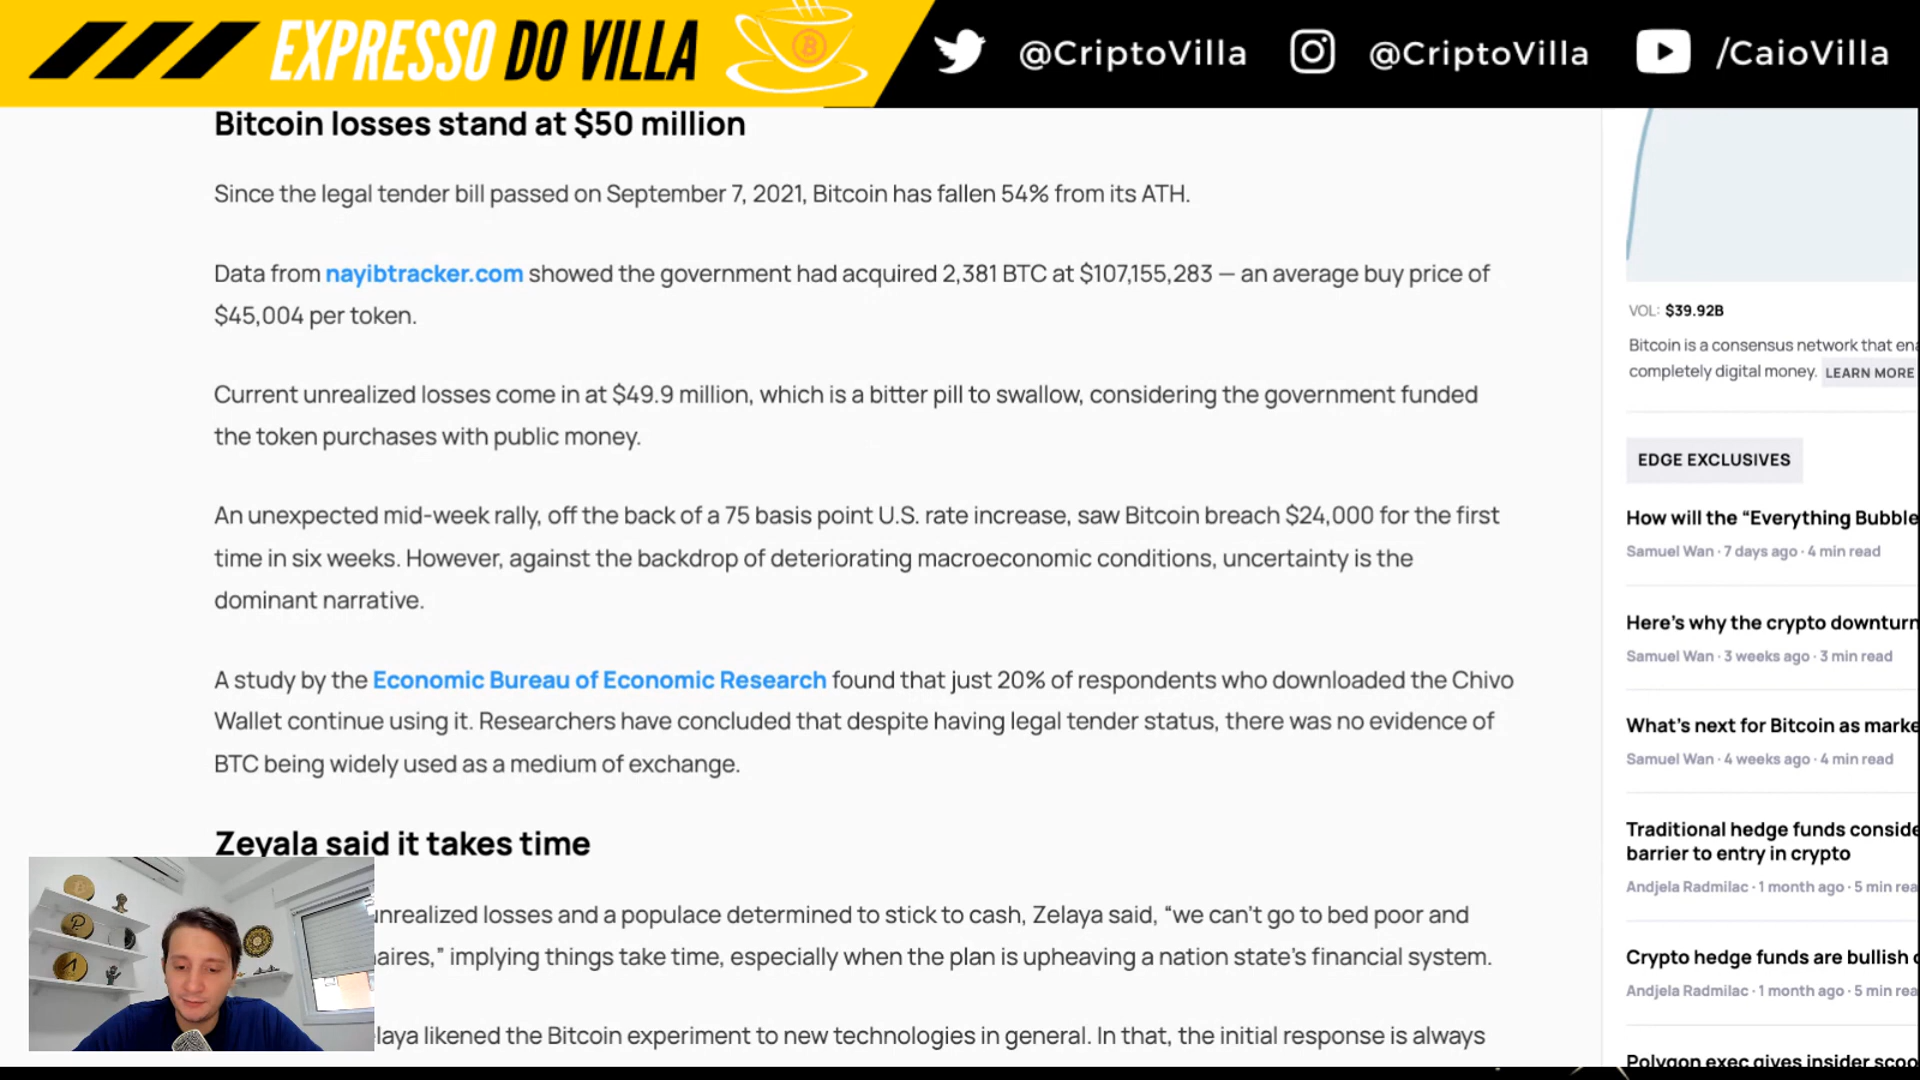 EXPRESSO DO VILLA
@CriptoVilla
@CriptoVilla
/CaioVilla
Bitcoin losses stand at $50 million
Since the legal tender bill passed on September 7, 2021, Bitcoin has fallen 54% from its ATH.
Data from nayibtracker.com showed the government had acquired 2,381 BTC at $107,155,283 — an average buy price of
$45,004 per token.
Current unrealized losses come in at $49.9 million, which is a bitter pill to swallow, considering the government funded
the token purchases with public money.
An unexpected mid-week rally, off the back of a 75 basis point U.S. rate increase, saw Bitcoin breach $24,000 for the first
time in six weeks. However, against the backdrop of deteriorating macroeconomic conditions, uncertainty is the
dominant narrative.
A study by the Economic Bureau of Economic Research found that just 20% of respondents who downloaded the Chivo
Wallet continue using it. Researchers have concluded that despite having legal tender status, there was no evidence of
BTC being widely used as a medium of exchange.
Zeyala said it takes time
unrealized losses and a populace determined to stick to cash, Zelaya said, “we can’t go to bed poor and
aires,” implying things take time, especially when the plan is upheaving a nation state’s financial system.
elaya likened the Bitcoin experiment to new technologies in general. In that, the initial response is always
VOL: $39.92B
Bitcoin is a consensus network that ena
completely digital money. LEARN MORE
EDGE EXCLUSIVES
How will the “Everything Bubble
Samuel Wan · 7 days ago · 4 min read
Here’s why the crypto downturn
Samuel Wan · 3 weeks ago · 3 min read
What’s next for Bitcoin as marke
Samuel Wan · 4 weeks ago · 4 min read
Traditional hedge funds conside
barrier to entry in crypto
Andjela Radmilac · 1 month ago · 5 min rea
Crypto hedge funds are bullish
Andjela Radmilac · 1 month ago · 5 min rea
Polygon exec gives insider scoo